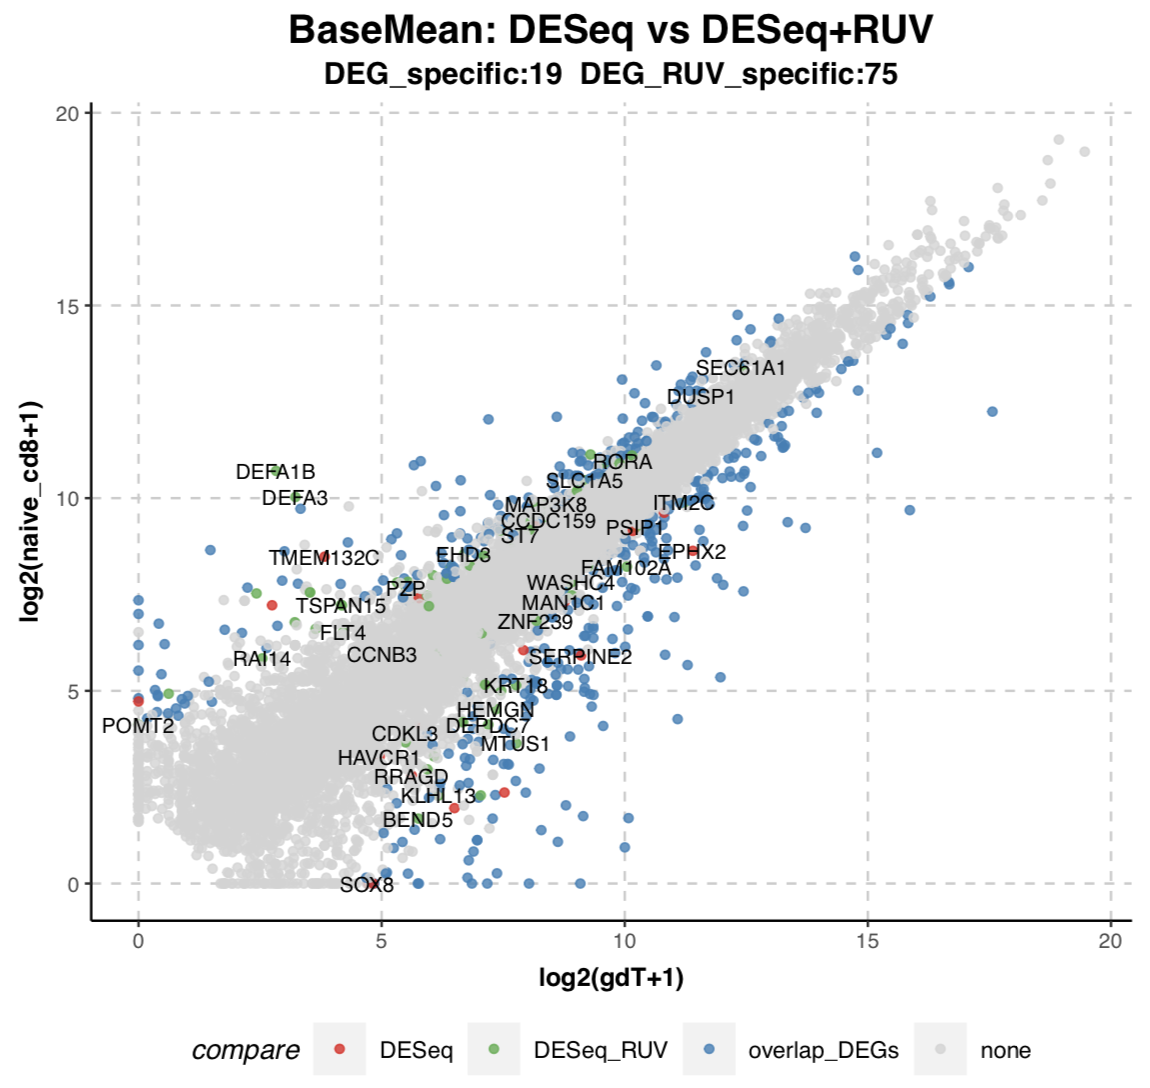 BaseMean: DESeq vs DESeq+RUV
DEG_specific:19 DEG_RUV_specific:75
20
15
10
5
0
log2(naive_cd8+1)
SEC61A1
DUSP1
RORA
DEFA1B
SLC1A5
DEFA3
MAP3K8
ITM2C
CCDC159
PSIP1
ST7
EPHX2
TMEM132C
EHD3
FAM102A
WASHC4
PZP
TSPAN15
MAN1C1
ZNF239
FLT4
CCNB3
RAI14
SERPINE2
KRT18
HEMGN
POMT2
DEPDC7
CDKL3
MTUS1
HAVCR1
RRAGD
KLHL13
BEND5
SOX8
0 5 10 15 20
log2(gdT+1)
compare DESeq DESeq_RUV overlap_DEGs none